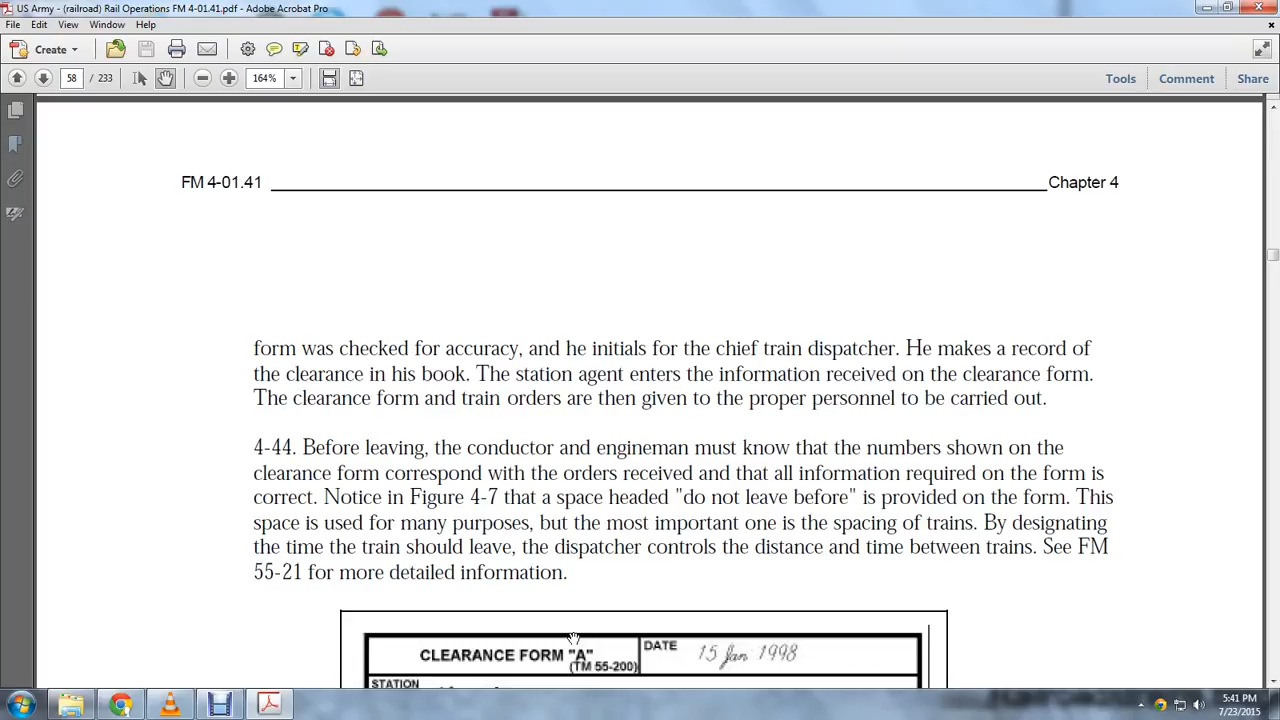 US Army - (railroad) Rail Operations FM 4-01.41.pdf - Adobe Acrobat Pro
File Edit View Window Help
Create
58 / 233 164% Tools Comment Share
FM 4-01.41 Chapter 4
form was checked for accuracy, and he initials for the chief train dispatcher. He makes a record of
the clearance in his book. The station agent enters the information received on the clearance form.
The clearance form and train orders are then given to the proper personnel to be carried out.
4-44. Before leaving, the conductor and engineman must know that the numbers shown on the
clearance form correspond with the orders received and that all information required on the form is
correct. Notice in Figure 4-7 that a space headed "do not leave before" is provided on the form. This
space is used for many purposes, but the most important one is the spacing of trains. By designating
the time the train should leave, the dispatcher controls the distance and time between trains. See FM
55-21 for more detailed information.
CLEARANCE FORM "A" DATE 15 Jan 1998
(TM 55-200)
STATION
5:41 PM
7/23/2015